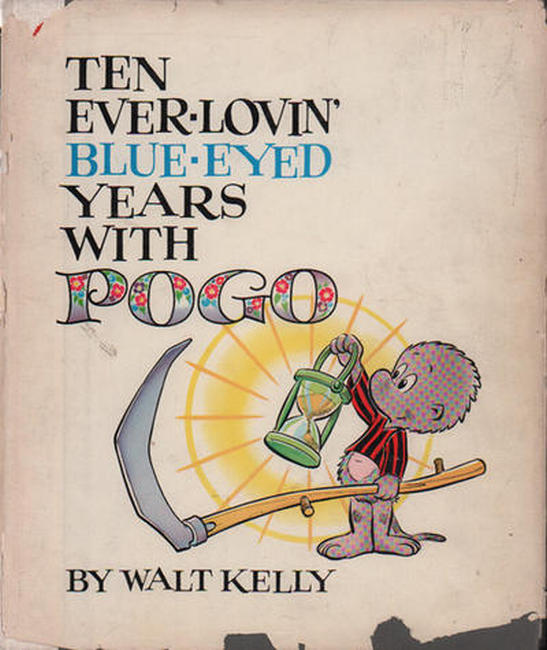 TEN
EVER-LOVIN'
BLUE-EYED
YEARS
WITH
POGO
BY WALT KELLY